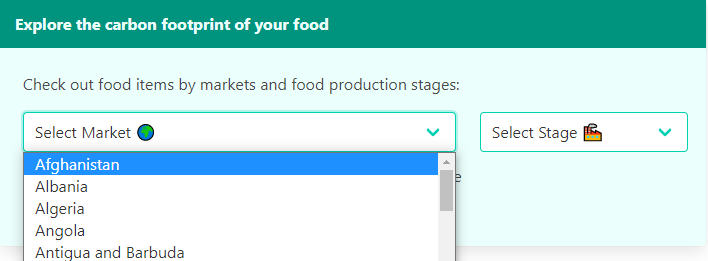 Explore the carbon footprint of your food
Check out food items by markets and food production stages:
Select Market 🌍 Select Stage 🏭
Afghanistan
Albania
Algeria
Angola
Antigua and Barbuda